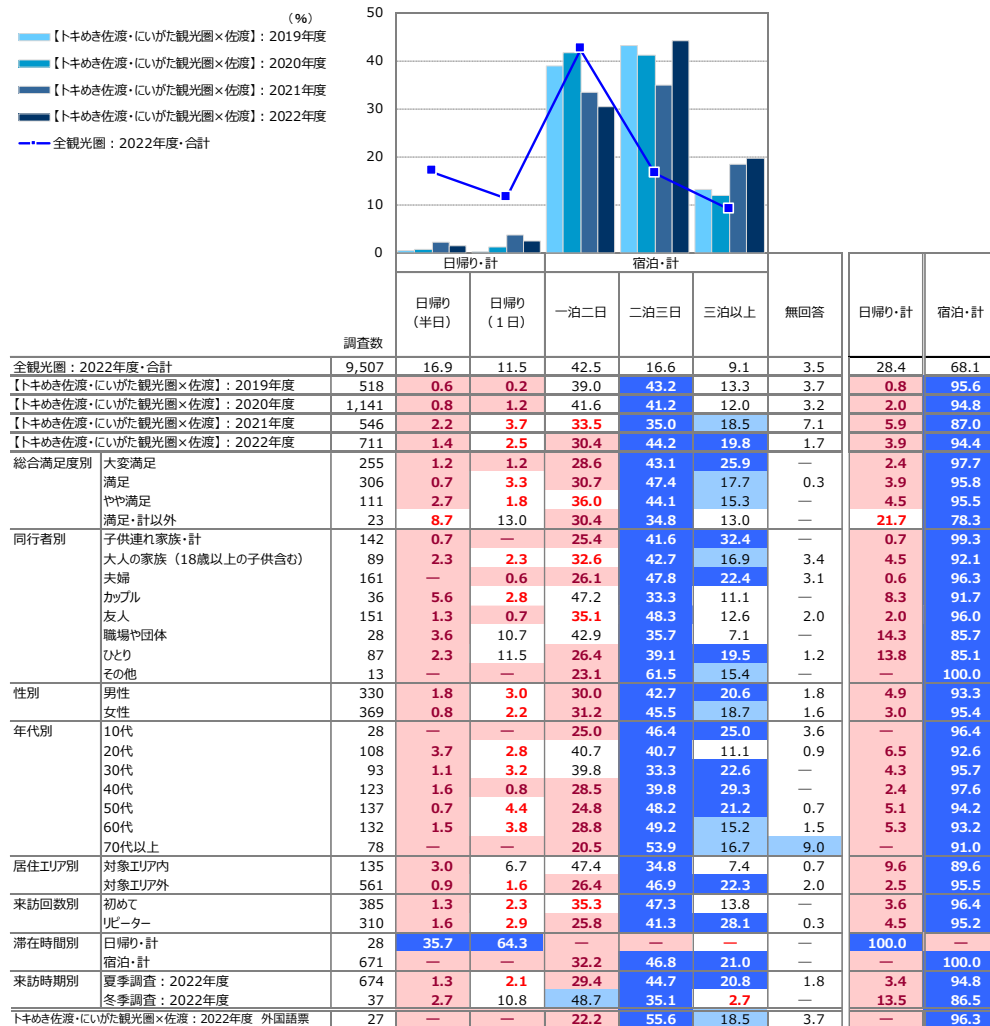 （%）
【トキめき佐渡・にいがた観光圏×佐渡】：2019年度
【トキめき佐渡・にいがた観光圏×佐渡】：2020年度
【トキめき佐渡・にいがた観光圏×佐渡】：2021年度
【トキめき佐渡・にいがた観光圏×佐渡】：2022年度
全観光圏：2022年度・合計
50
40
30
20
10
0
日帰り・計 宿泊・計
調査数 日帰り（半日） 日帰り（1日） 一泊二日 二泊三日 三泊以上 無回答 日帰り・計 宿泊・計
全観光圏：2022年度・合計 9,507 16.9 11.5 42.5 16.6 9.1 3.5 28.4 68.1
【トキめき佐渡・にいがた観光圏×佐渡】：2019年度 518 0.6 0.2 39.0 43.2 13.3 3.7 0.8 95.6
【トキめき佐渡・にいがた観光圏×佐渡】：2020年度 1,141 0.8 1.2 41.6 41.2 12.0 3.2 2.0 94.8
【トキめき佐渡・にいがた観光圏×佐渡】：2021年度 546 2.2 3.7 33.5 35.0 18.5 7.1 5.9 87.0
【トキめき佐渡・にいがた観光圏×佐渡】：2022年度 711 1.4 2.5 30.4 44.2 19.8 1.7 3.9 94.4
総合満足度別 大変満足 255 1.2 1.2 28.6 43.1 25.9 — 2.4 97.7
満足 306 0.7 3.3 30.7 47.4 17.7 0.3 3.9 95.8
やや満足 111 2.7 1.8 36.0 44.1 15.3 — 4.5 95.5
満足・計以外 23 8.7 13.0 30.4 34.8 13.0 — 21.7 78.3
同行者別 子供連れ家族・計 142 0.7 — 25.4 41.6 32.4 — 0.7 99.3
大人の家族（18歳以上の子供含む） 89 2.3 2.3 32.6 42.7 16.9 3.4 4.5 92.1
夫婦 161 — 0.6 26.1 47.8 22.4 3.1 0.6 96.3
カップル 36 5.6 2.8 47.2 33.3 11.1 — 8.3 91.7
友人 151 1.3 0.7 35.1 48.3 12.6 2.0 2.0 96.0
職場や団体 28 3.6 10.7 42.9 35.7 7.1 — 14.3 85.7
ひとり 87 2.3 11.5 26.4 39.1 19.5 1.2 13.8 85.1
その他 13 — — 23.1 61.5 15.4 — — 100.0
性別 男性 330 1.8 3.0 30.0 42.7 20.6 1.8 4.9 93.3
女性 369 0.8 2.2 31.2 45.5 18.7 1.6 3.0 95.4
年代別 10代 28 — — 25.0 46.4 25.0 3.6 — 96.4
20代 108 3.7 2.8 40.7 40.7 11.1 0.9 6.5 92.6
30代 93 1.1 3.2 39.8 33.3 22.6 — 4.3 95.7
40代 123 1.6 0.8 28.5 39.8 29.3 — 2.4 97.6
50代 137 0.7 4.4 24.8 48.2 21.2 0.7 5.1 94.2
60代 132 1.5 3.8 28.8 49.2 15.2 1.5 5.3 93.2
70代以上 78 — — 20.5 53.9 16.7 9.0 — 91.0
居住エリア別 対象エリア内 135 3.0 6.7 47.4 34.8 7.4 0.7 9.6 89.6
対象エリア外 561 0.9 1.6 26.4 46.9 22.3 2.0 2.5 95.5
来訪回数別 初めて 385 1.3 2.3 35.3 47.3 13.8 — 3.6 96.4
リピーター 310 1.6 2.9 25.8 41.3 28.1 0.3 4.5 95.2
滞在時間別 日帰り・計 28 35.7 64.3 — — — — 100.0 —
宿泊・計 671 — — 32.2 46.8 21.0 — — 100.0
来訪時期別 夏季調査：2022年度 674 1.3 2.1 29.4 44.7 20.8 1.8 3.4 94.8
冬季調査：2022年度 37 2.7 10.8 48.7 35.1 2.7 — 13.5 86.5
トキめき佐渡・にいがた観光圏×佐渡：2022年度 外国語票 27 — — 22.2 55.6 18.5 3.7 — 96.3